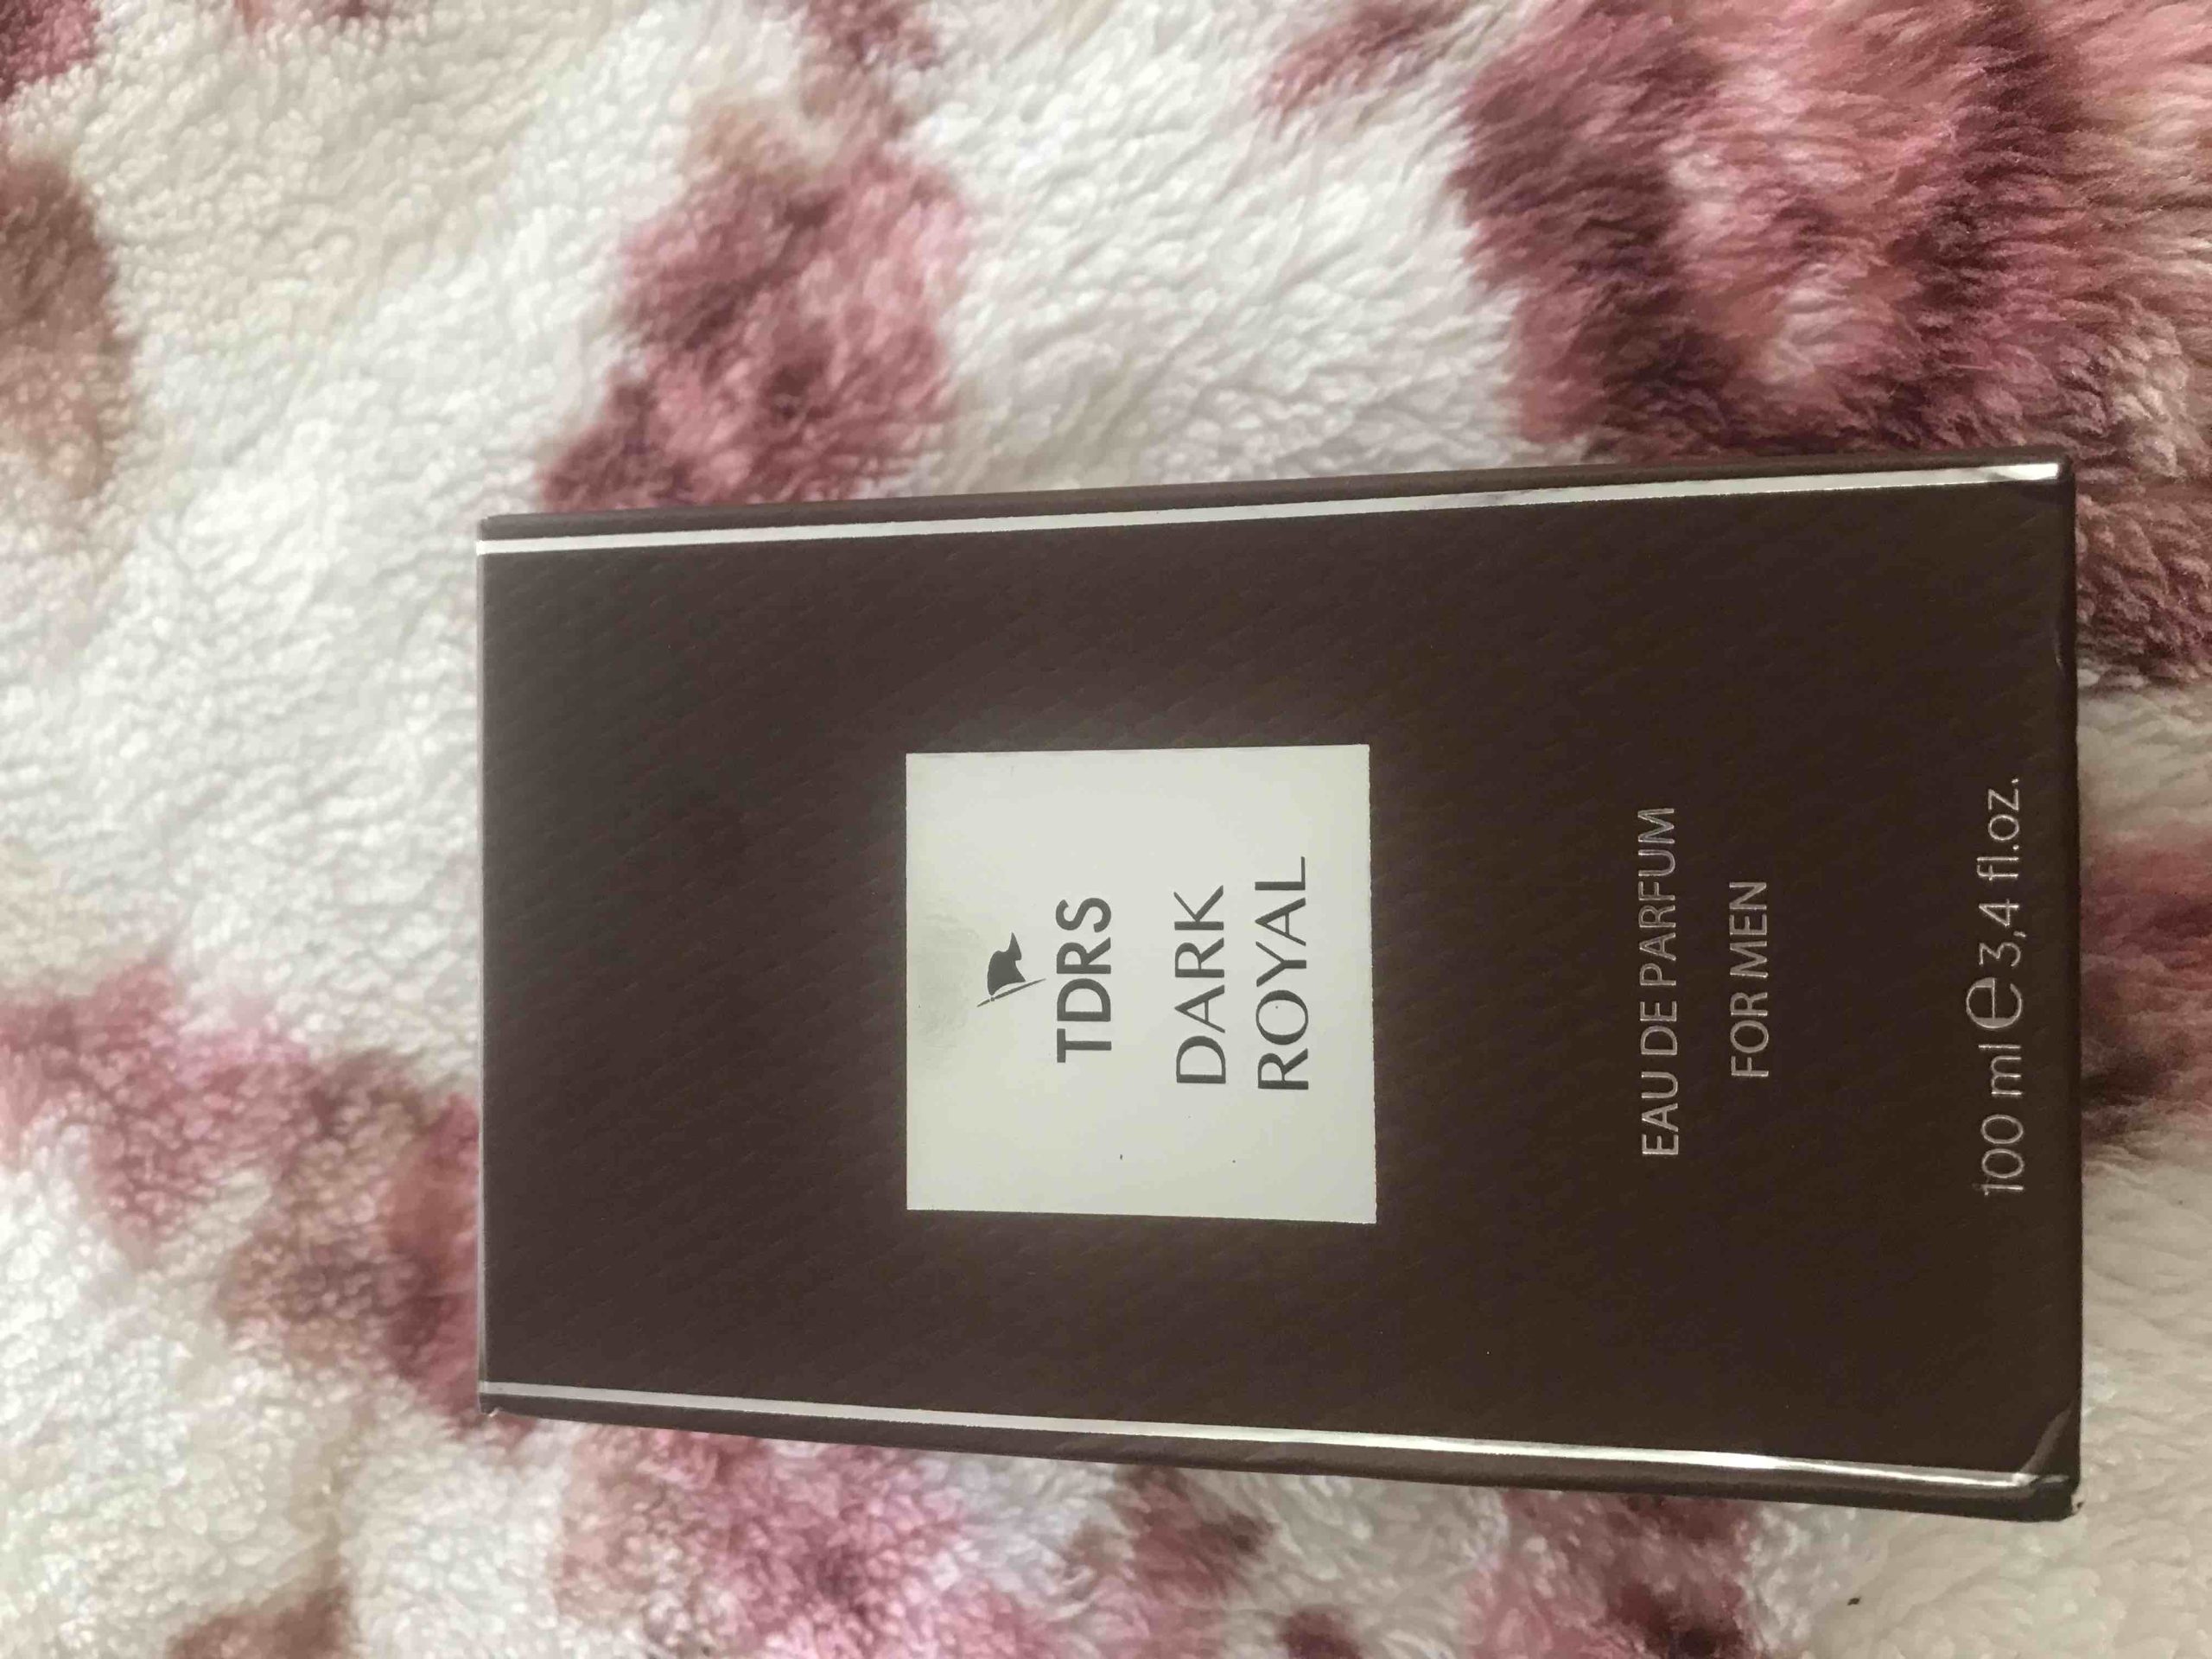 TDRS
DARK
ROYAL
EAU DE PARFUM
FOR MEN
100 ml e 3,4 fl.oz.